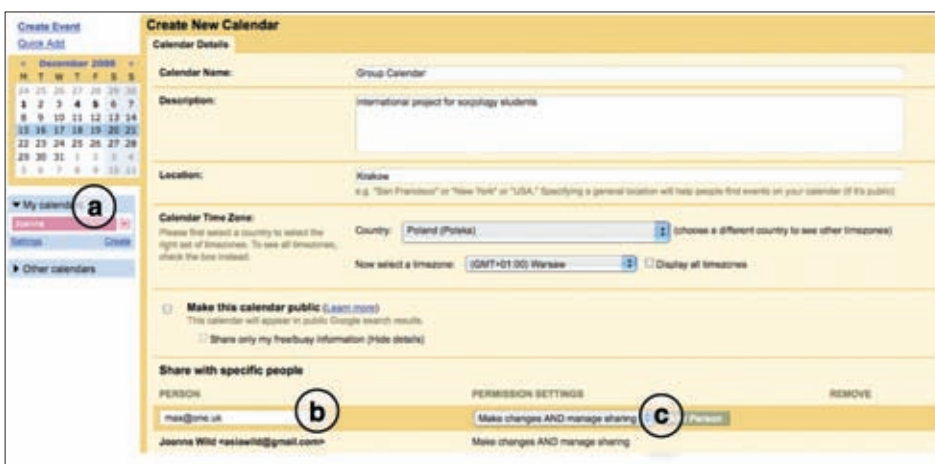 Create Event
Quick Add
« December 2008 »
M T W T F S S
24 25 26 27 28 29 30
1 2 3 4 5 6 7
8 9 10 11 12 13 14
15 16 17 18 19 20 21
22 23 24 25 26 27 28
29 30 31 1 2 3 4
5 6 7 8 9 10 11
My calendars
a
Joanna
Settings Create
Other calendars
Create New Calendar
Calendar Details
Calendar Name: Group Calendar
Description: international project for sociology students
Location: Krakow
e.g. "San Francisco" or "New York" or "USA." Specifying a general location will help people find events on your calendar (if it's public)
Calendar Time Zone:
Please first select a country to select the
right set of timezones. To see all timezones,
check the box instead.
Country: Poland (Polska) (choose a different country to see other timezones)
Now select a timezone: (GMT+01:00) Warsaw Display all timezones
Make this calendar public (Learn more)
This calendar will appear in public Google search results.
Share only my free/busy information (Hide details)
Share with specific people
PERSON PERMISSION SETTINGS REMOVE
max@one.uk b Make changes AND manage sharing c Person
Joanna Wild <asiawild@gmail.com> Make changes AND manage sharing